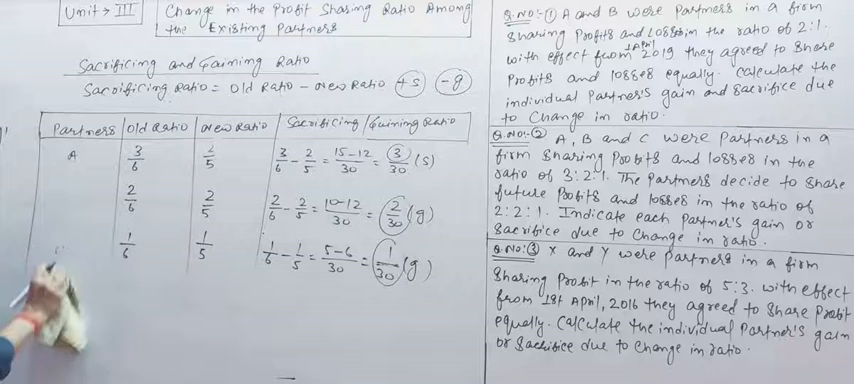 Unit > III
Change in the Profit Sharing Ratio Among
the Existing Partners
Sacrificing and Gaining Ratio
Sacrificing Ratio = Old Ratio - New Ratio +s -g
Partners Old Ratio New Ratio Sacrificing/Gaining Ratio
A 3/6 2/5 3/6 - 2/5 = 15-12/30 = 3/30 (s)
2/6 2/5 2/6 - 2/5 = 10-12/30 = 2/30 (g)
1/6 1/5 1/6 - 1/5 = 5-6/30 = 1/30 (g)
Q.No:-① A and B were Partners in a firm
Sharing Profits and Losses in the ratio of 2:1.
with effect from 1 April 2019 they agreed to Share
Profits and losses equally. Calculate the
individual Partner's gain and Sacrifice due
to Change in ratio.
Q.No:-② A, B and C were Partners in a
firm Sharing Profits and losses in the
ratio of 3:2:1. The Partners decide to Share
future Profits and losses in the ratio of
2:2:1. Indicate each Partner's gain or
Sacrifice due to Change in ratio.
Q.No:③ X and Y were Partners in a firm
Sharing Profit in the ratio of 5:3. with effect
from 1st April, 2016 they agreed to Share Profit
equally. Calculate the individual Partner's gain
or Sacrifice due to Change in ratio.